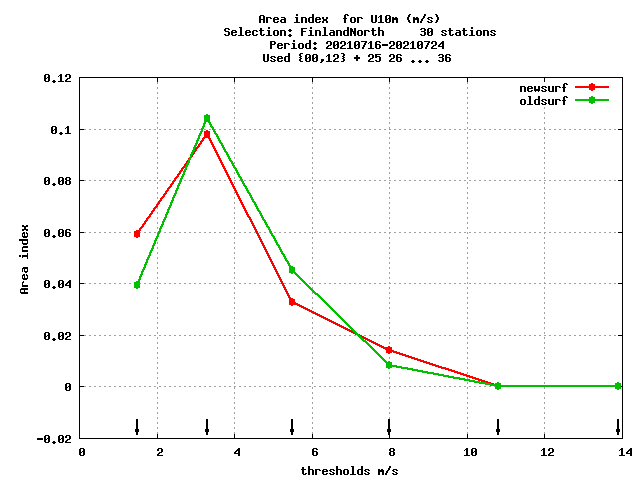 Area index  for U10m (m/s)
Selection: FinlandNorth     30 stations
Period: 20210716-20210724
Used {00,12} + 25 26 ... 36
newsurf
oldsurf
0.12
0.1
0.08
0.06
0.04
0.02
0
-0.02
Area index
0 2 4 6 8 10 12 14
thresholds m/s